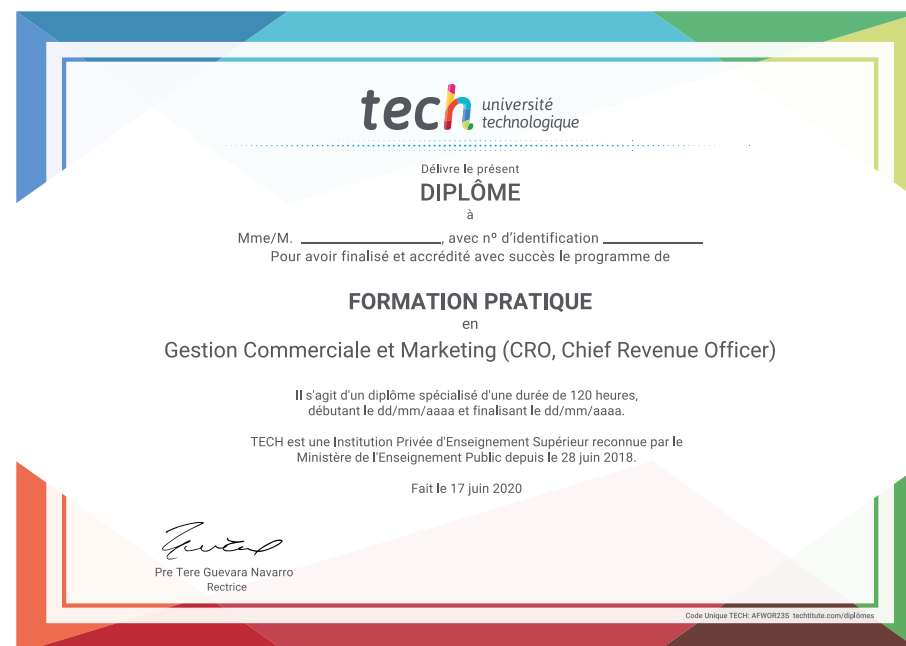 tech université
technologique
Délivre le présent
DIPLÔME
à
Mme/M. ____________________, avec nº d'identification ______________
Pour avoir finalisé et accrédité avec succès le programme de
FORMATION PRATIQUE
en
Gestion Commerciale et Marketing (CRO, Chief Revenue Officer)
Il s'agit d'un diplôme spécialisé d'une durée de 120 heures,
débutant le dd/mm/aaaa et finalisant le dd/mm/aaaa.
TECH est une Institution Privée d'Enseignement Supérieur reconnue par le
Ministère de l'Enseignement Public depuis le 28 juin 2018.
Fait le 17 juin 2020
Pre Tere Guevara Navarro
Rectrice
Code Unique TECH: AFWOR23S techtitute.com/diplômes